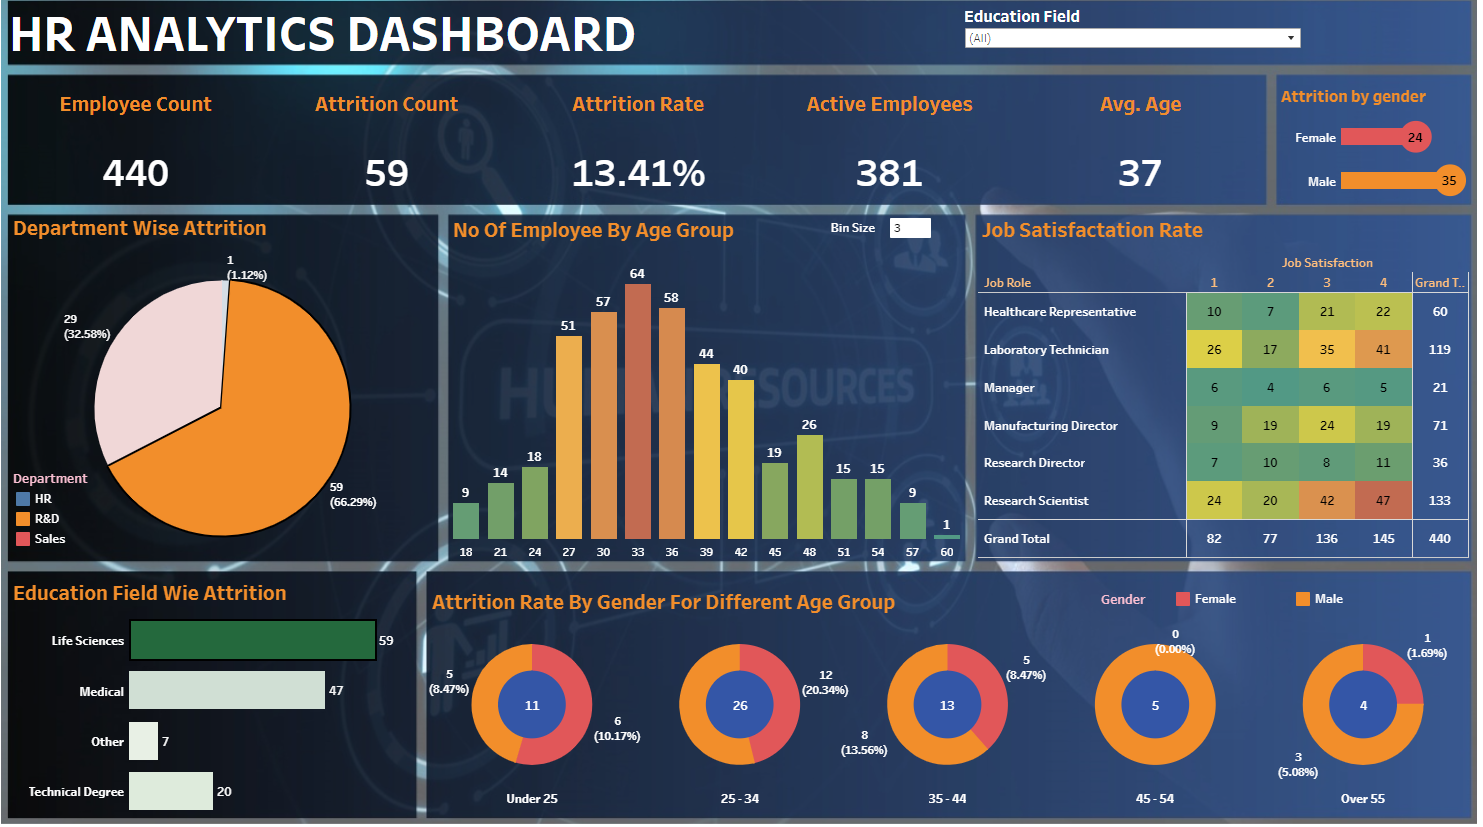 HR ANALYTICS DASHBOARD
Education Field
(All)
Employee Count
Attrition Count
Attrition Rate
Active Employees
Avg. Age
440
59
13.41%
381
37
Attrition by gender
Female 24
Male 35
Department Wise Attrition
1
(1.12%)
29
(32.58%)
59
(66.29%)
Department
HR
R&D
Sales
No Of Employee By Age Group
Bin Size 3
9 14 18 51 57 64 58 44 40 19 26 15 15 9 1
18 21 24 27 30 33 36 39 42 45 48 51 54 57 60
Job Satisfactation Rate
Job Satisfaction
Job Role 1 2 3 4 Grand T..
Healthcare Representative 10 7 21 22 60
Laboratory Technician 26 17 35 41 119
Manager 6 4 6 5 21
Manufacturing Director 9 19 24 19 71
Research Director 7 10 8 11 36
Research Scientist 24 20 42 47 133
Grand Total 82 77 136 145 440
Education Field Wie Attrition
Life Sciences 59
Medical 47
Other 7
Technical Degree 20
Attrition Rate By Gender For Different Age Group
Gender Female Male
5
(8.47%)
11
6
(10.17%)
Under 25
12
(20.34%)
26
25 - 34
5
(8.47%)
13
8
(13.56%)
35 - 44
0
(0.00%)
5
45 - 54
1
(1.69%)
4
3
(5.08%)
Over 55